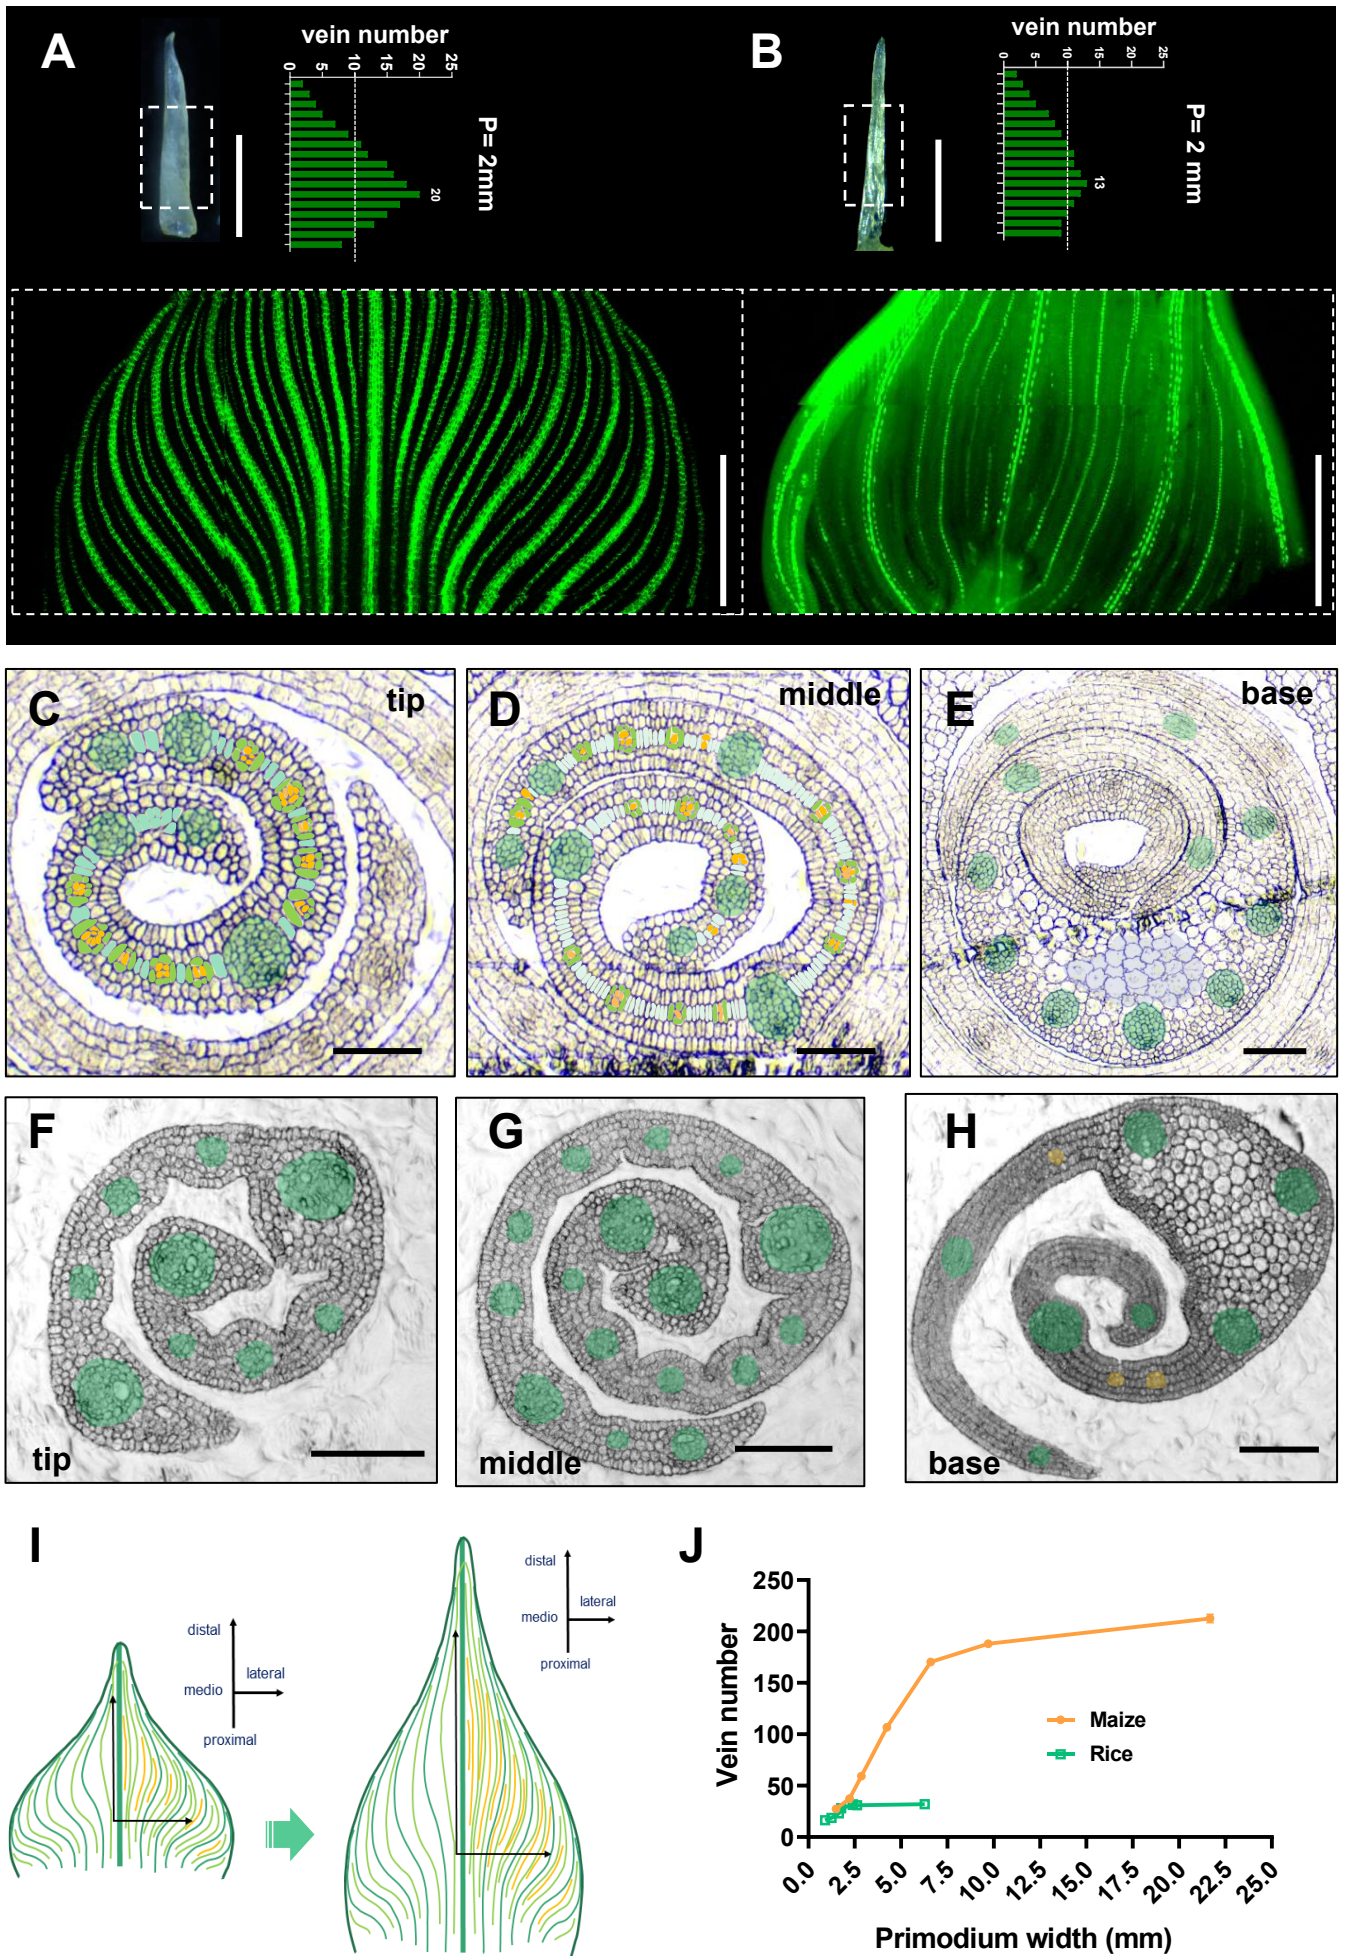 A
vein number
0 5 10 15 20 25
20
P= 2mm
B
vein number
0 5 10 15 20 25
13
P= 2 mm
C
tip
D
middle
E
base
F
tip
G
middle
H
base
I
distal
lateral
medio
proximal
distal
lateral
medio
proximal
J
Vein number
250
200
150
100
50
0
Maize
Rice
0.0 2.5 5.0 7.5 10.0 12.5 15.0 17.5 20.0 22.5 25.0
Primodium width (mm)